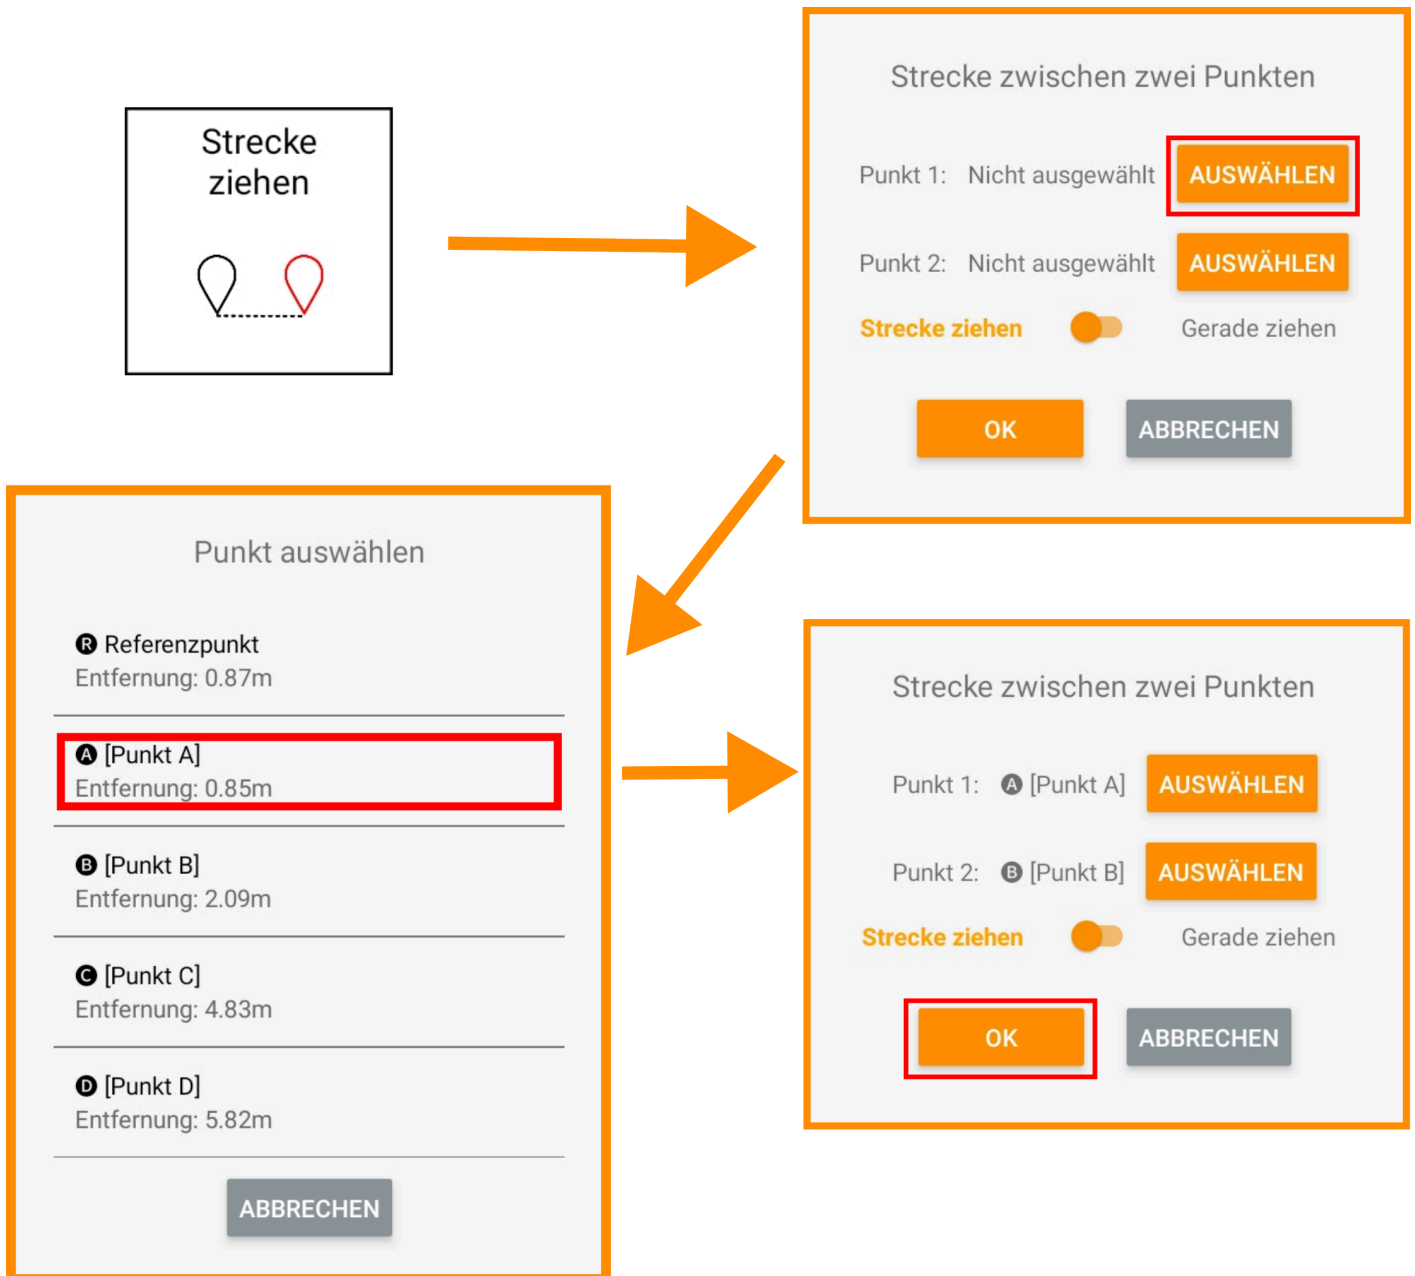 Strecke
ziehen
Strecke zwischen zwei Punkten
Punkt 1: Nicht ausgewählt AUSWÄHLEN
Punkt 2: Nicht ausgewählt AUSWÄHLEN
Strecke ziehen Gerade ziehen
OK ABBRECHEN
Punkt auswählen
R Referenzpunkt
Entfernung: 0.87m
A [Punkt A]
Entfernung: 0.85m
B [Punkt B]
Entfernung: 2.09m
C [Punkt C]
Entfernung: 4.83m
D [Punkt D]
Entfernung: 5.82m
ABBRECHEN
Strecke zwischen zwei Punkten
Punkt 1: A [Punkt A] AUSWÄHLEN
Punkt 2: B [Punkt B] AUSWÄHLEN
Strecke ziehen Gerade ziehen
OK ABBRECHEN